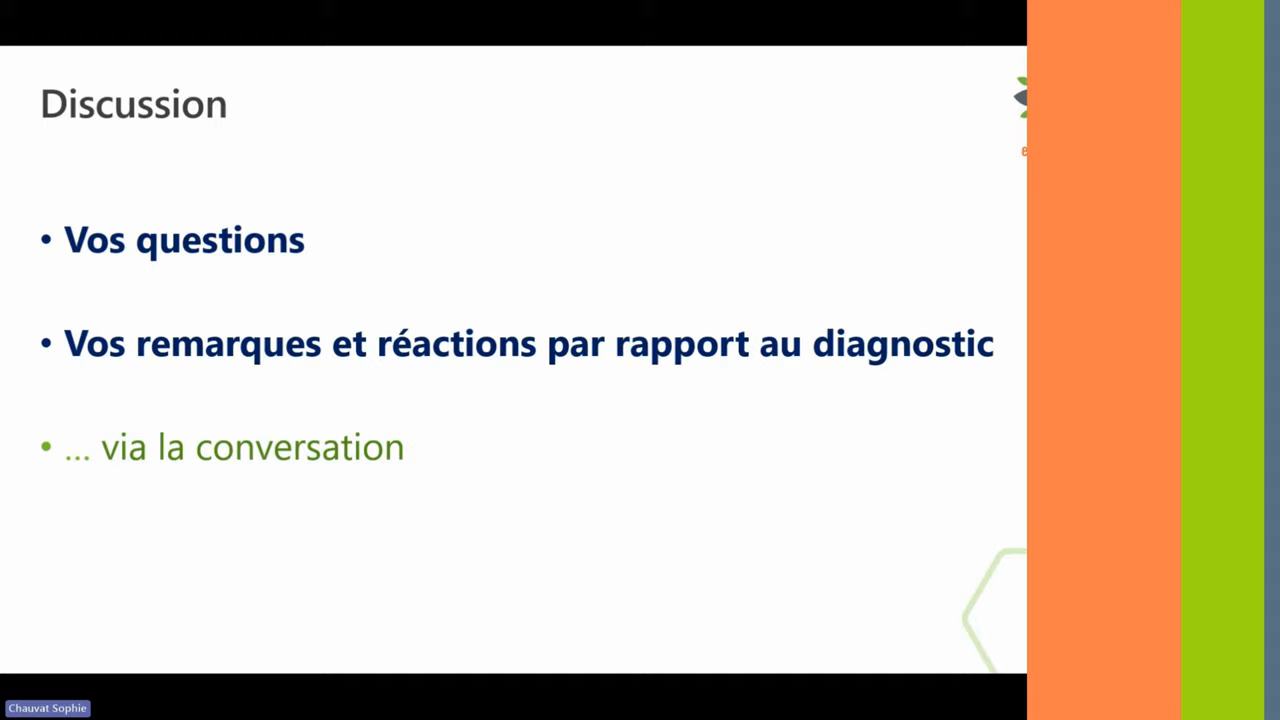 Discussion
• Vos questions
• Vos remarques et réactions par rapport au diagnostic
• ... via la conversation
Chauvat Sophie